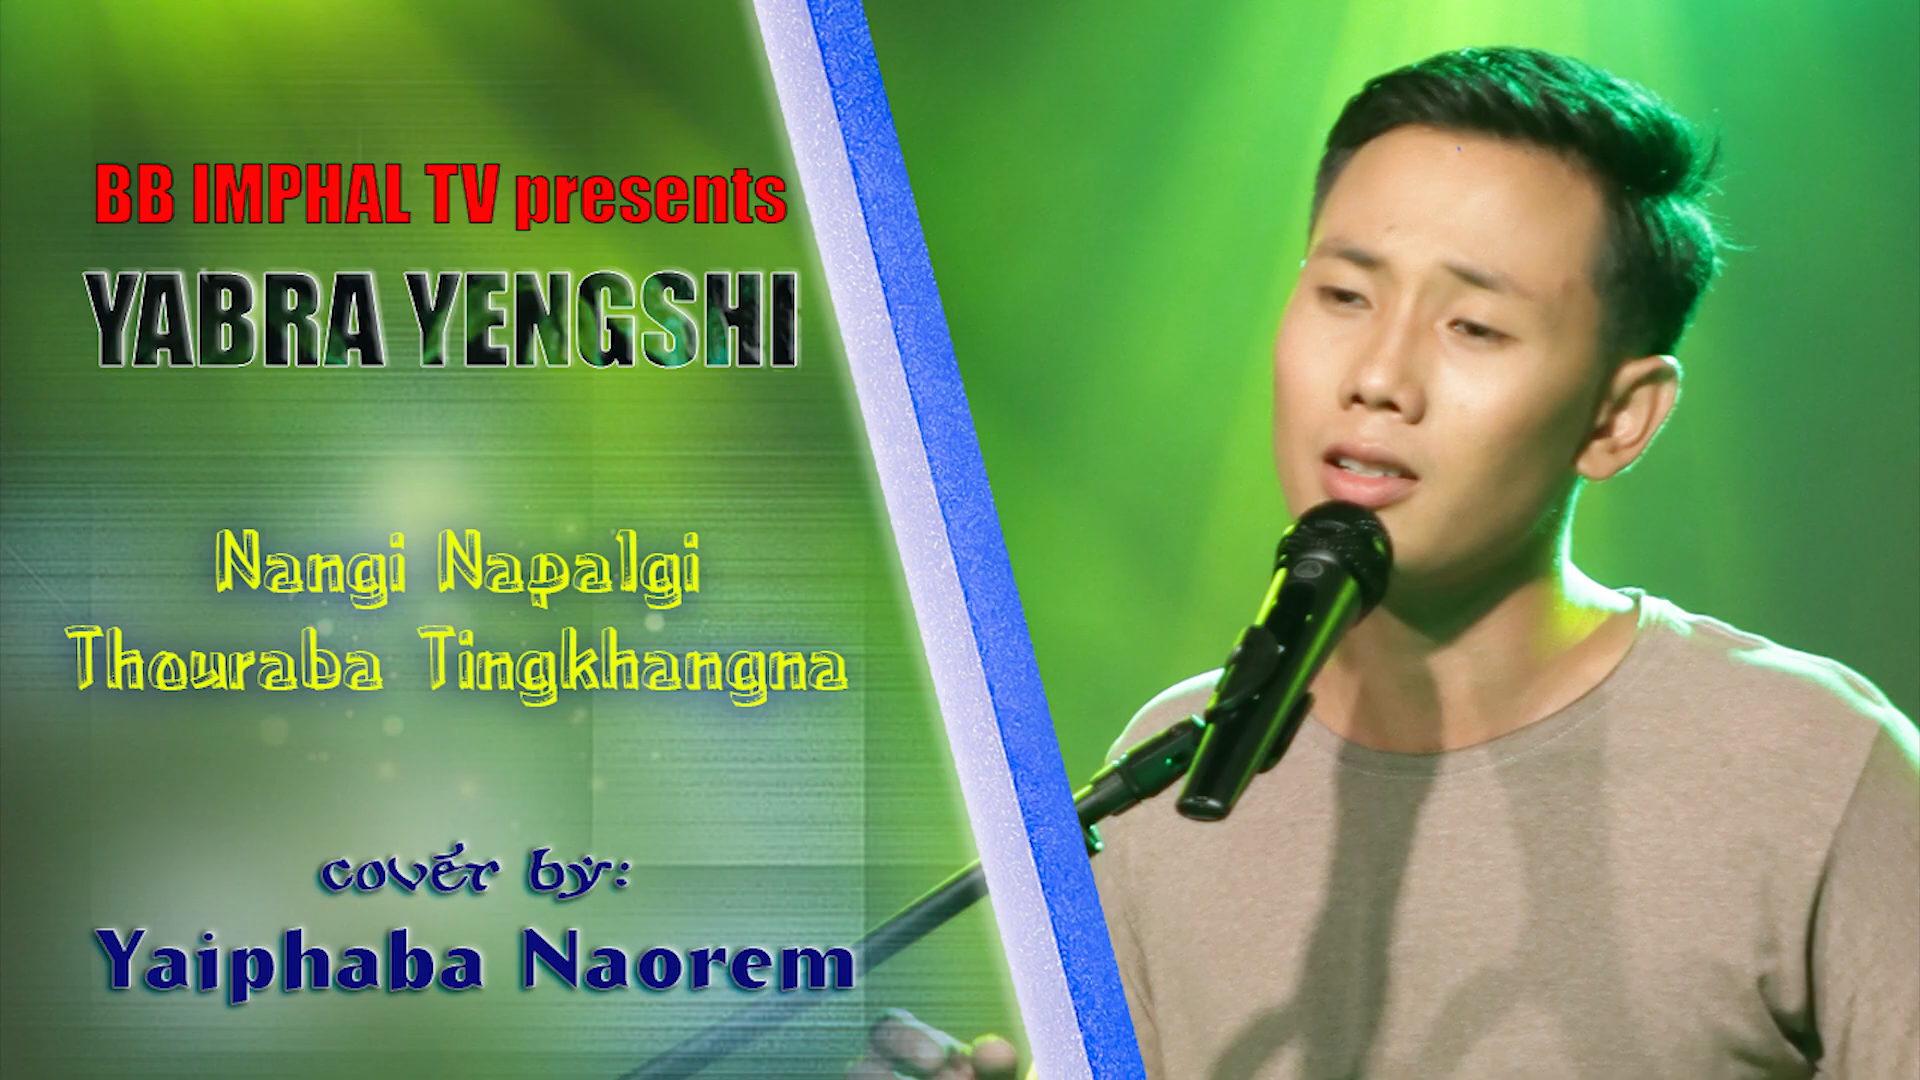 BB IMPHAL TV presents
YABRA YENGSHI
Nangi Napalgi
Thouraba Tingkhangna
cover by:
Yaiphaba Naorem